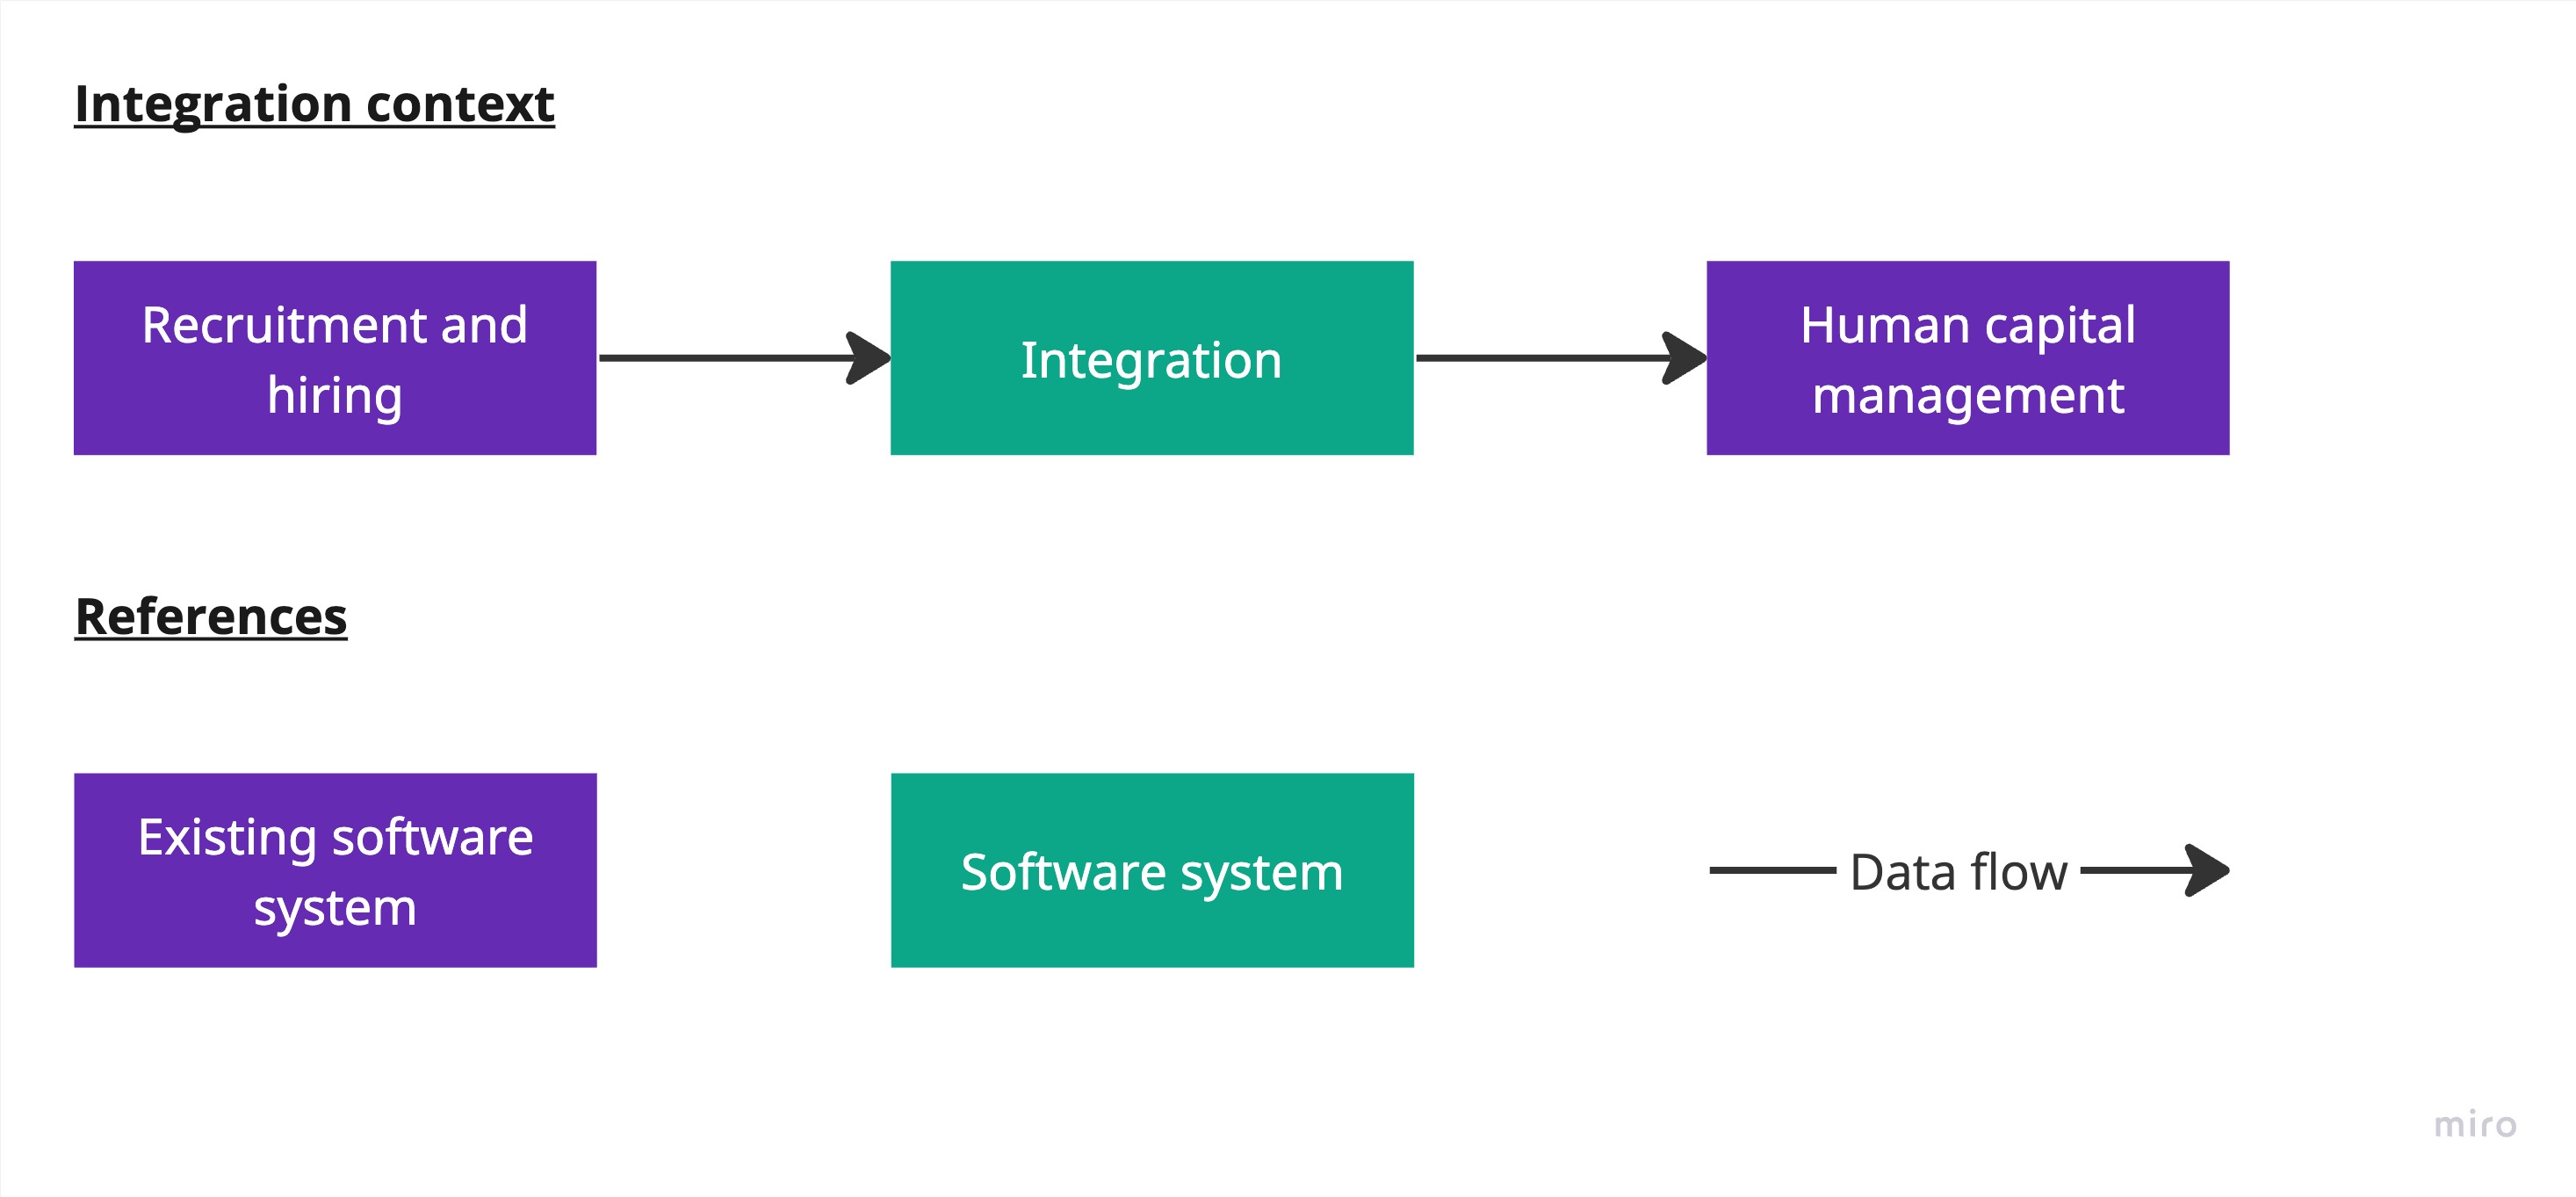 Integration context
Recruitment and
hiring
Integration
Human capital
management
References
Existing software
system
Software system
Data flow
miro